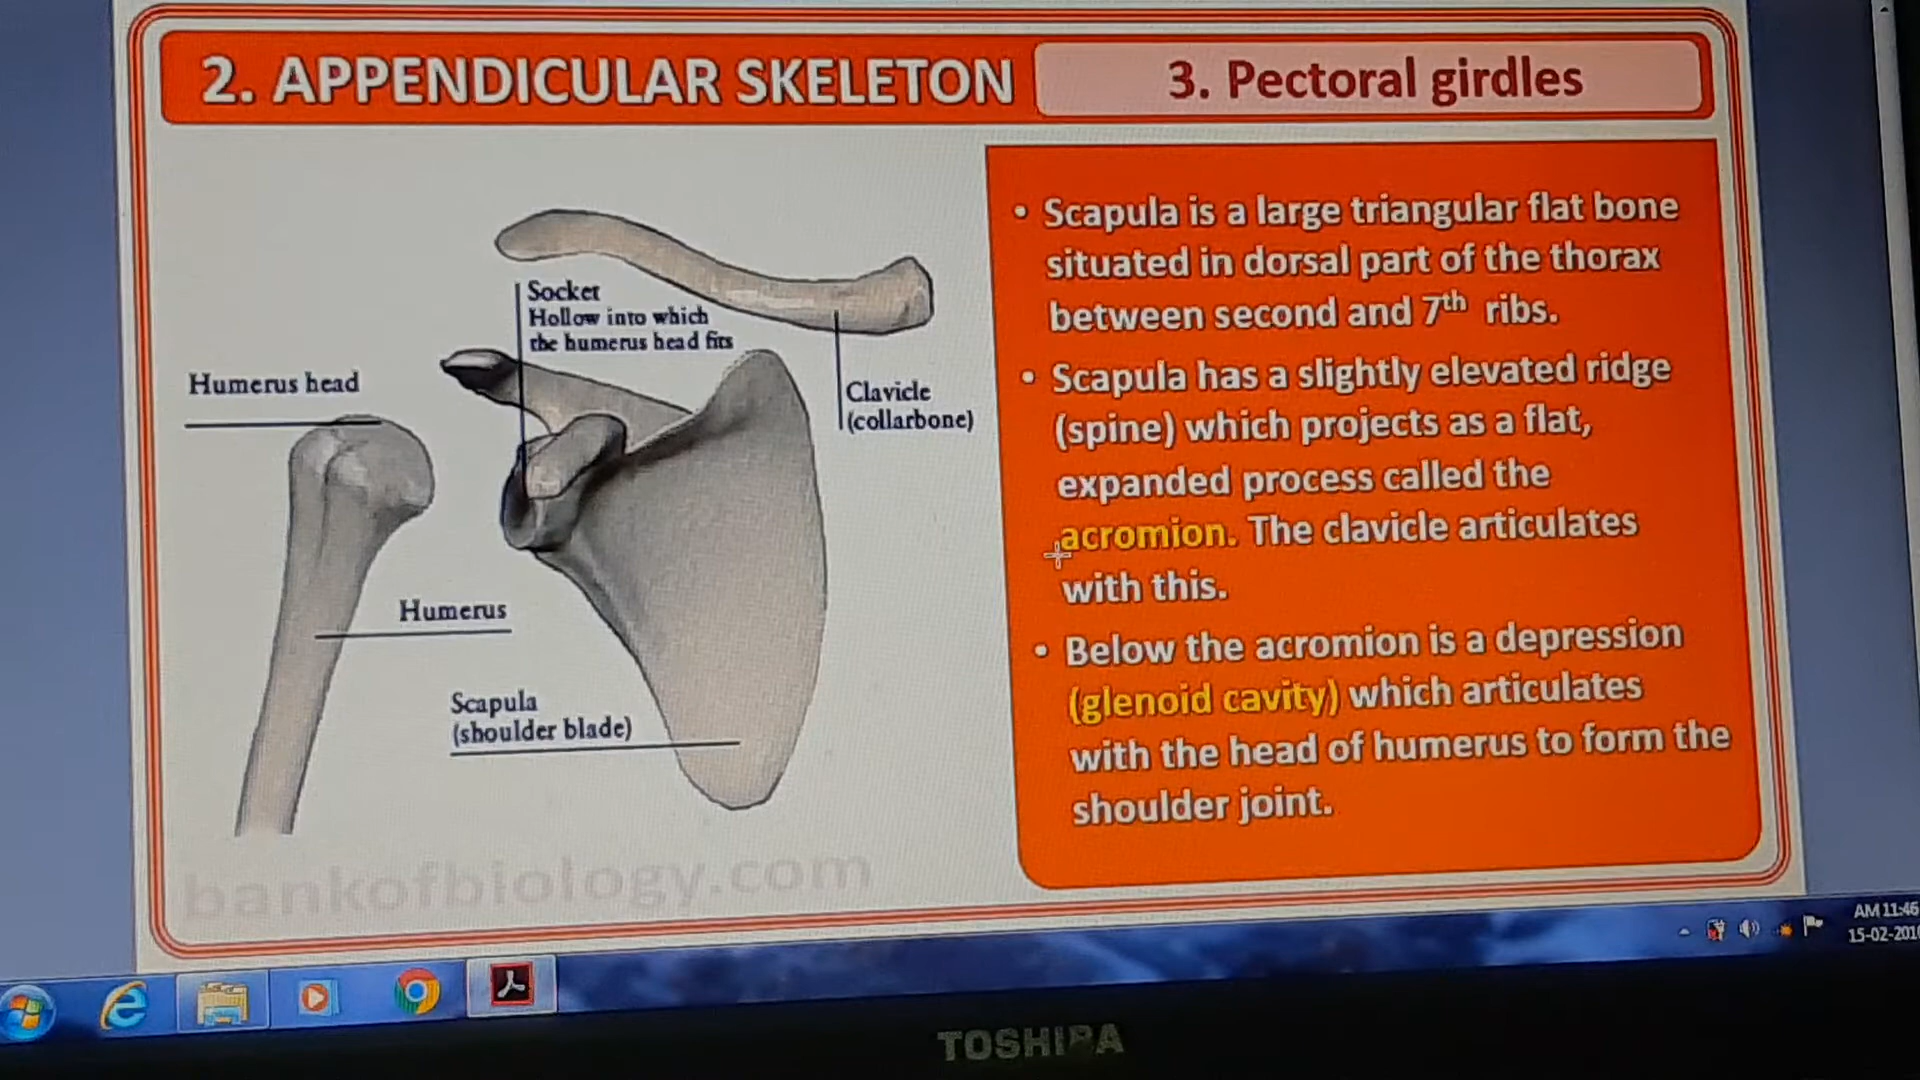 2. APPENDICULAR SKELETON
3. Pectoral girdles
Socket
Hollow into which
the humerus head fits
Humerus head
Clavicle
(collarbone)
Humerus
Scapula
(shoulder blade)
• Scapula is a large triangular flat bone
situated in dorsal part of the thorax
between second and 7th ribs.
• Scapula has a slightly elevated ridge
(spine) which projects as a flat,
expanded process called the
acromion. The clavicle articulates
with this.
• Below the acromion is a depression
(glenoid cavity) which articulates
with the head of humerus to form the
shoulder joint.
bankofbiology.com
AM 11:46
TOSHIBA